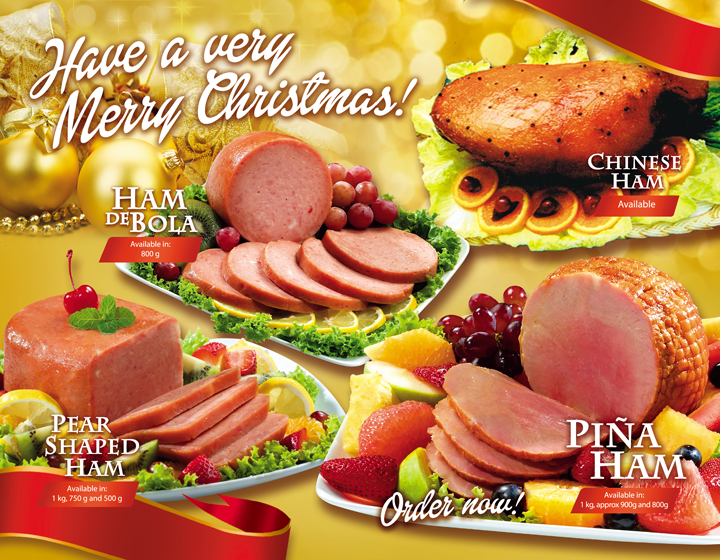 Have a very
Merry Christmas!
CHINESE
HAM
Available
HAM
DE BOLA
Available in:
800 g
PEAR
SHAPED
HAM
Available in:
1 kg, 750 g and 500 g
PIÑA
HAM
Available in:
1 kg, approx 900g and 800g
Order now!